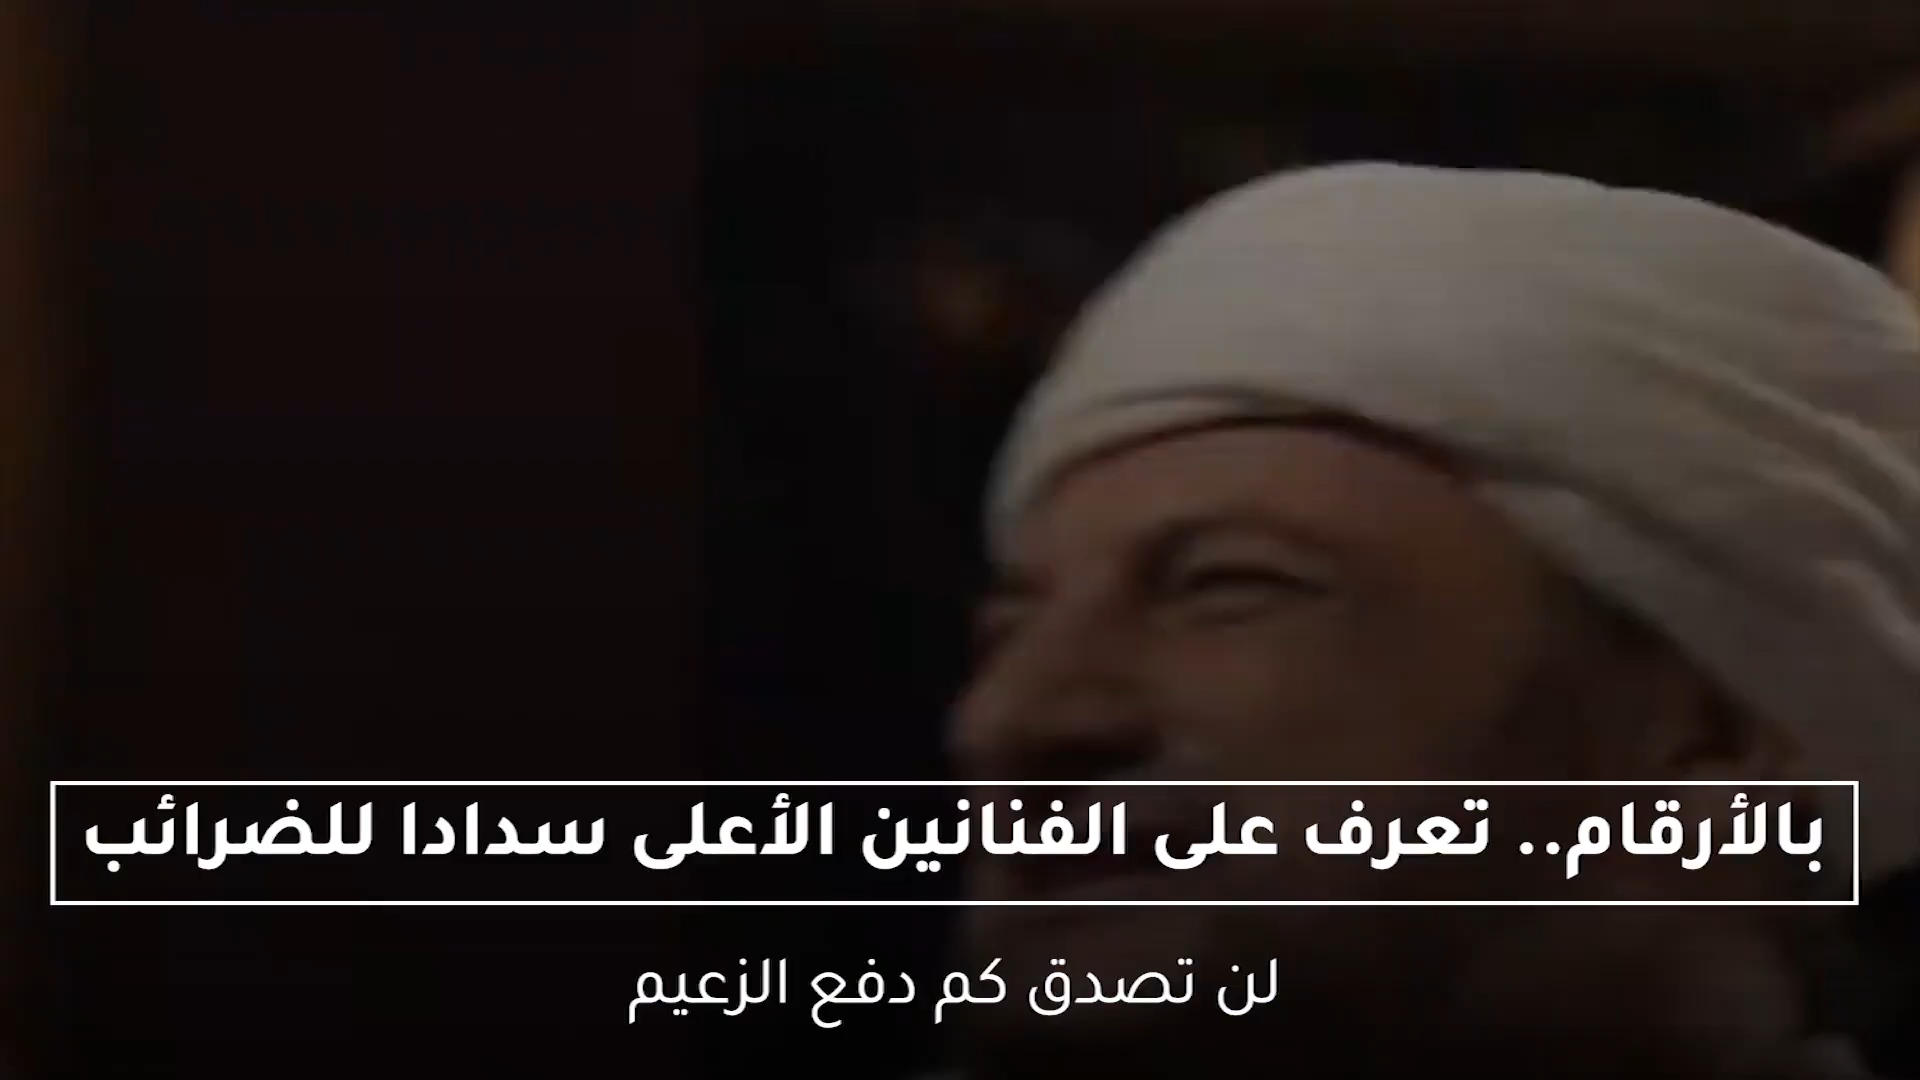 بالأرقام.. تعرف على الفنانين الأعلى سدادا للضرائب
لن تصدق كم دفع الزعيم